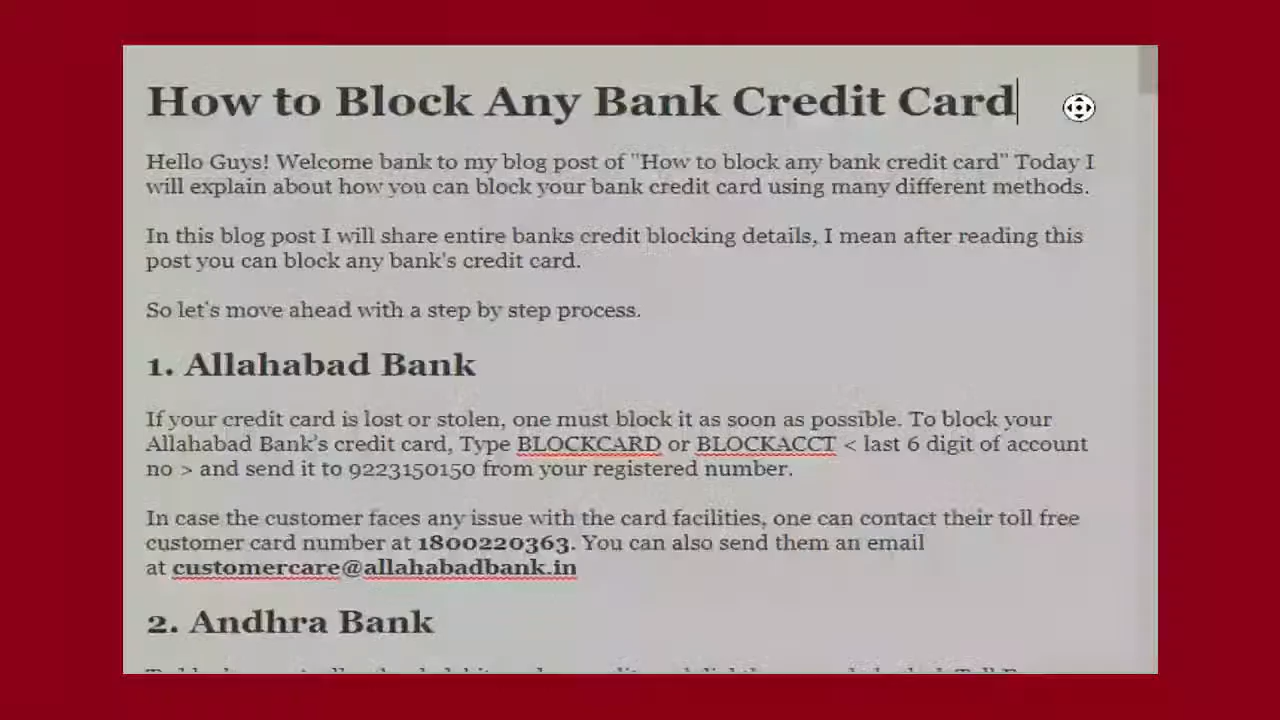 How to Block Any Bank Credit Card
Hello Guys! Welcome bank to my blog post of "How to block any bank credit card" Today I
will explain about how you can block your bank credit card using many different methods.
In this blog post I will share entire banks credit blocking details, I mean after reading this
post you can block any bank's credit card.
So let's move ahead with a step by step process.
1. Allahabad Bank
If your credit card is lost or stolen, one must block it as soon as possible. To block your
Allahabad Bank's credit card, Type BLOCKCARD or BLOCKACCT < last 6 digit of account
no > and send it to 9223150150 from your registered number.
In case the customer faces any issue with the card facilities, one can contact their toll free
customer card number at 1800220363. You can also send them an email
at customercare@allahabadbank.in
2. Andhra Bank